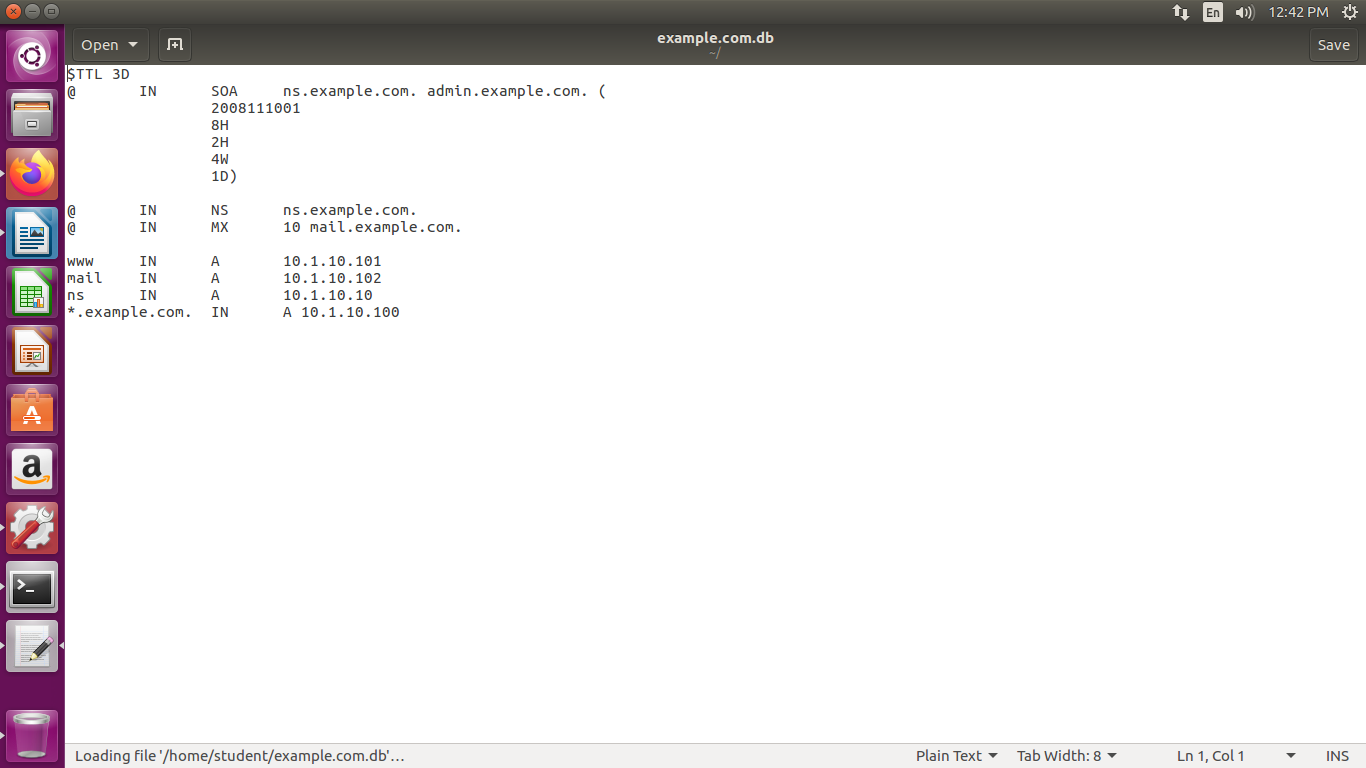 En 12:42 PM
Open example.com.db Save
~/
$TTL 3D
@ IN SOA ns.example.com. admin.example.com. (
2008111001
8H
2H
4W
1D)
@ IN NS ns.example.com.
@ IN MX 10 mail.example.com.
www IN A 10.1.10.101
mail IN A 10.1.10.102
ns IN A 10.1.10.10
*.example.com. IN A 10.1.10.100
Loading file '/home/student/example.com.db'… Plain Text Tab Width: 8 Ln 1, Col 1 INS